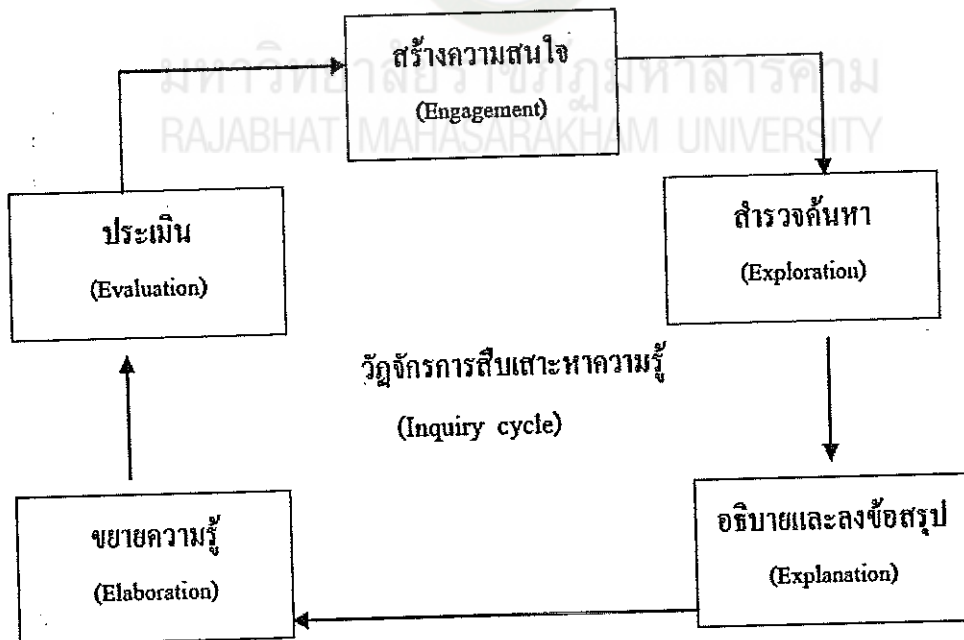 สร้างความสนใจ
(Engagement)
มหาวิทยาลัยราชภัฏมหาสารคาม
RAJABHAT MAHASARAKHAM UNIVERSITY
ประเมิน
(Evaluation)
สำรวจค้นหา
(Exploration)
วัฏจักรการสืบเสาะหาความรู้
(Inquiry cycle)
ขยายความรู้
(Elaboration)
อธิบายและลงข้อสรุป
(Explanation)